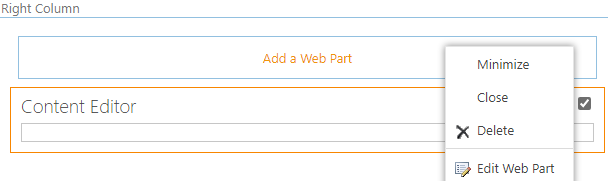 Right Column
Add a Web Part
Minimize
Close
Content Editor
Delete
Edit Web Part